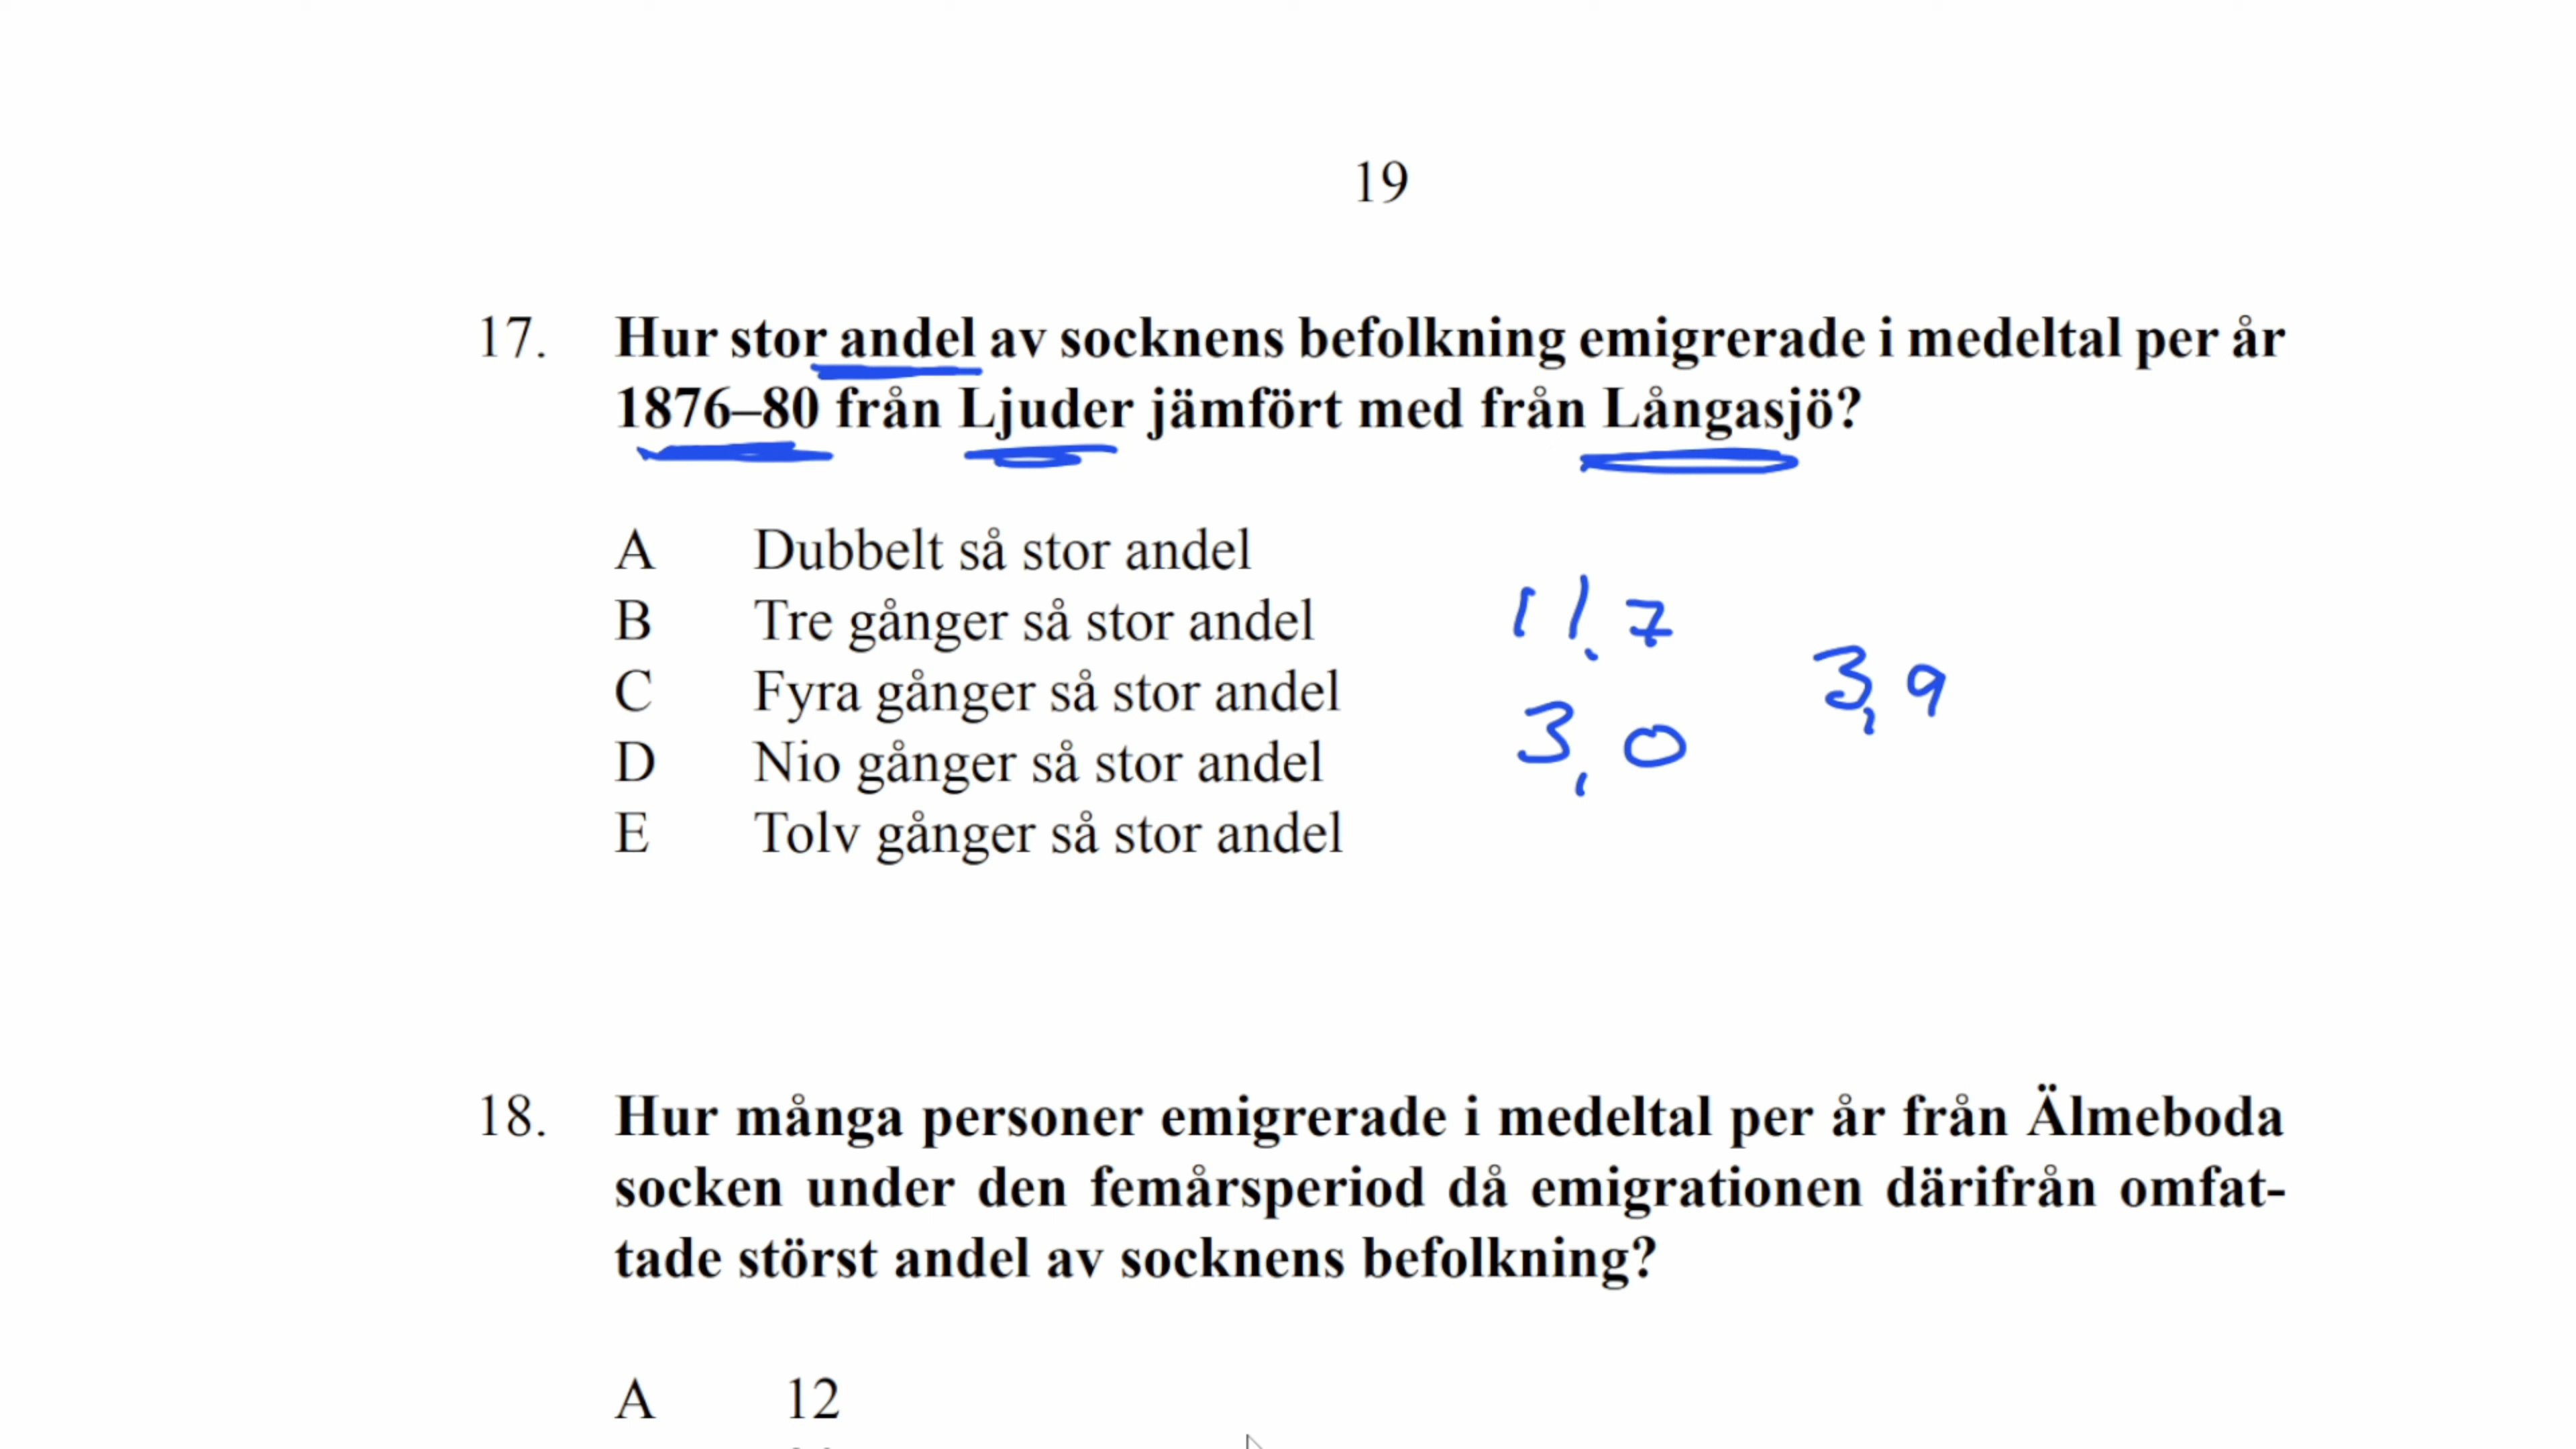 19
17. Hur stor andel av socknens befolkning emigrerade i medeltal per år
1876–80 från Ljuder jämfört med från Långasjö?
A Dubbelt så stor andel
B Tre gånger så stor andel
C Fyra gånger så stor andel
D Nio gånger så stor andel
E Tolv gånger så stor andel
11,7
3,9
3,0
18. Hur många personer emigrerade i medeltal per år från Älmeboda
socken under den femårsperiod då emigrationen därifrån omfat-
tade störst andel av socknens befolkning?
A 12